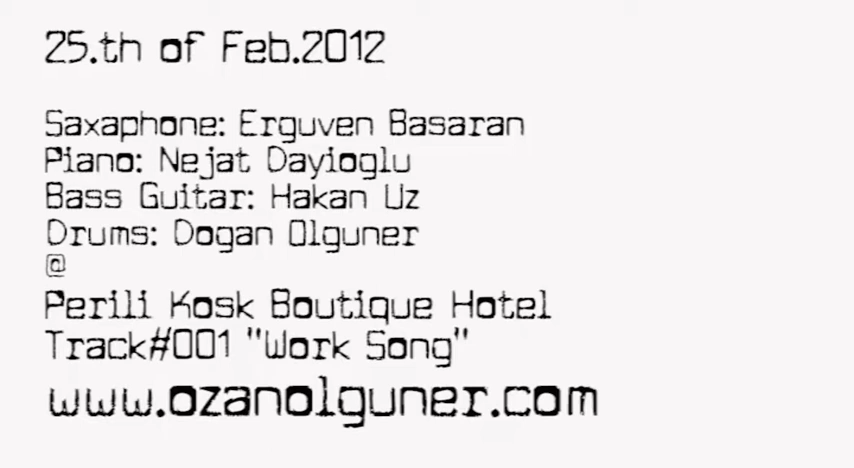 25.th of Feb.2012
Saxaphone: Erguven Basaran
Piano: Nejat Dayioglu
Bass Guitar: Hakan Uz
Drums: Dogan Olguner
@
Perili Kosk Boutique Hotel
Track#001 "Work Song"
www.ozanolguner.com